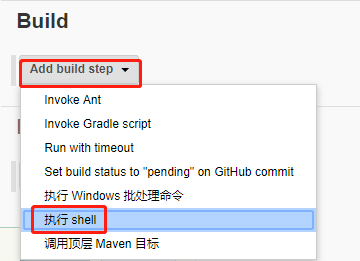 Build
Add build step
Invoke Ant
Invoke Gradle script
Run with timeout
Set build status to "pending" on GitHub commit
执行 Windows 批处理命令
执行 shell
调用顶层 Maven 目标